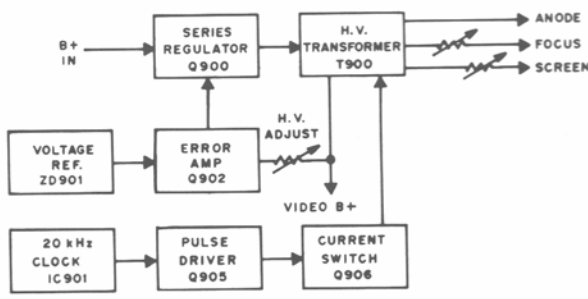 B+
IN
SERIES
REGULATOR
Q900
H.V.
TRANSFORMER
T900
ANODE
FOCUS
SCREEN
VOLTAGE
REF.
ZD901
ERROR
AMP
Q902
H.V.
ADJUST
VIDEO B+
20 kHz
CLOCK
IC901
PULSE
DRIVER
Q905
CURRENT
SWITCH
Q906